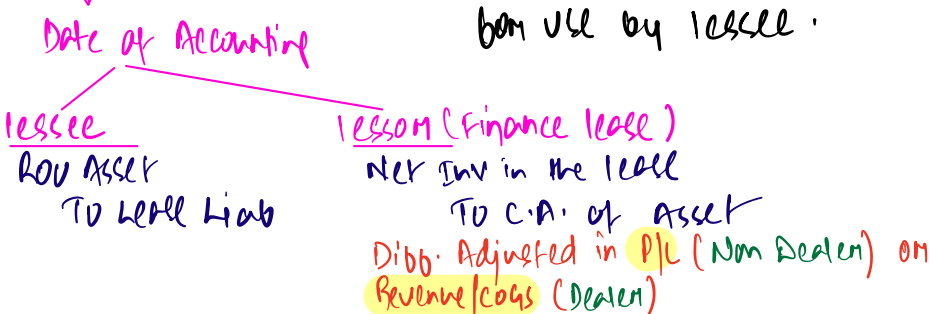 for use by lessee.
Date of Accounting
lessee
lessor (Finance lease)
ROU Asset
To Lease Liab
Net Inv in the lease
To C.A. of Asset
Diff. Adjusted in P/L (Non Dealer) or
Revenue/COGS (Dealer)